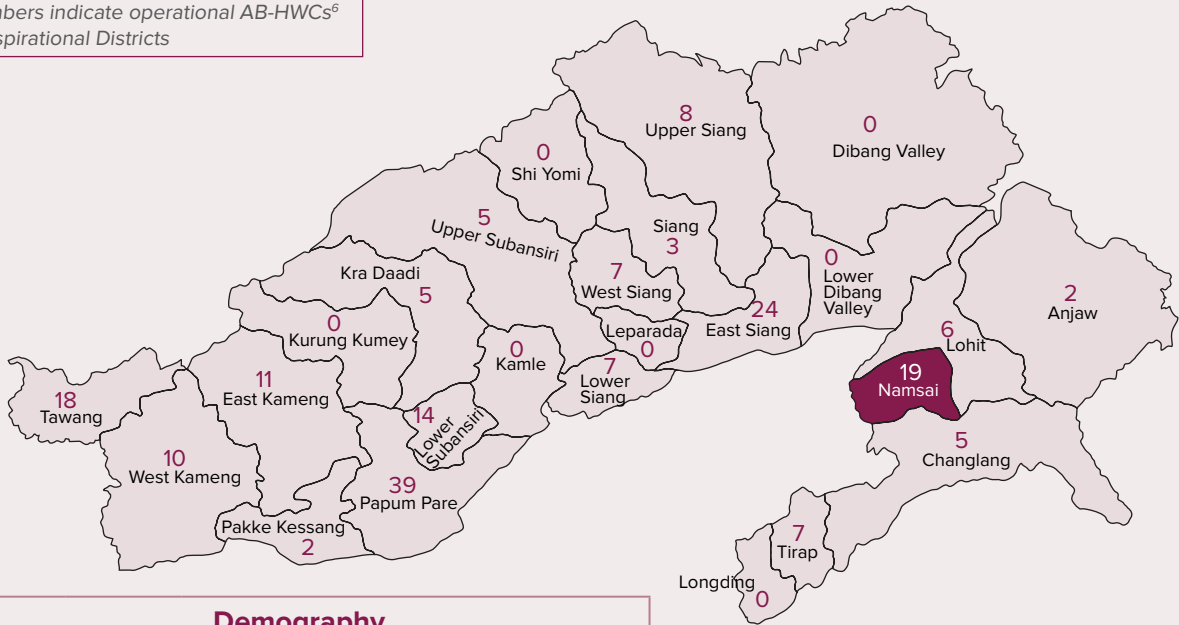 indicate operational AB-HWCs⁶
Districts
8
Upper Siang
0
Dibang Valley
0
Shi Yomi
5
Upper Subansiri
Siang
3
0
Lower
Dibang
Valley
7
West Siang
Kra Daadi
5
24
East Siang
2
Anjaw
0
Kurung Kumey
Leparada
0
6
Lohit
0
Kamle
7
Lower
Siang
19
Namsai
11
East Kameng
18
Tawang
14
Lower
Subansiri
5
Changlang
10
West Kameng
39
Papum Pare
Pakke Kessang
2
7
Tirap
Longding
0
Demography